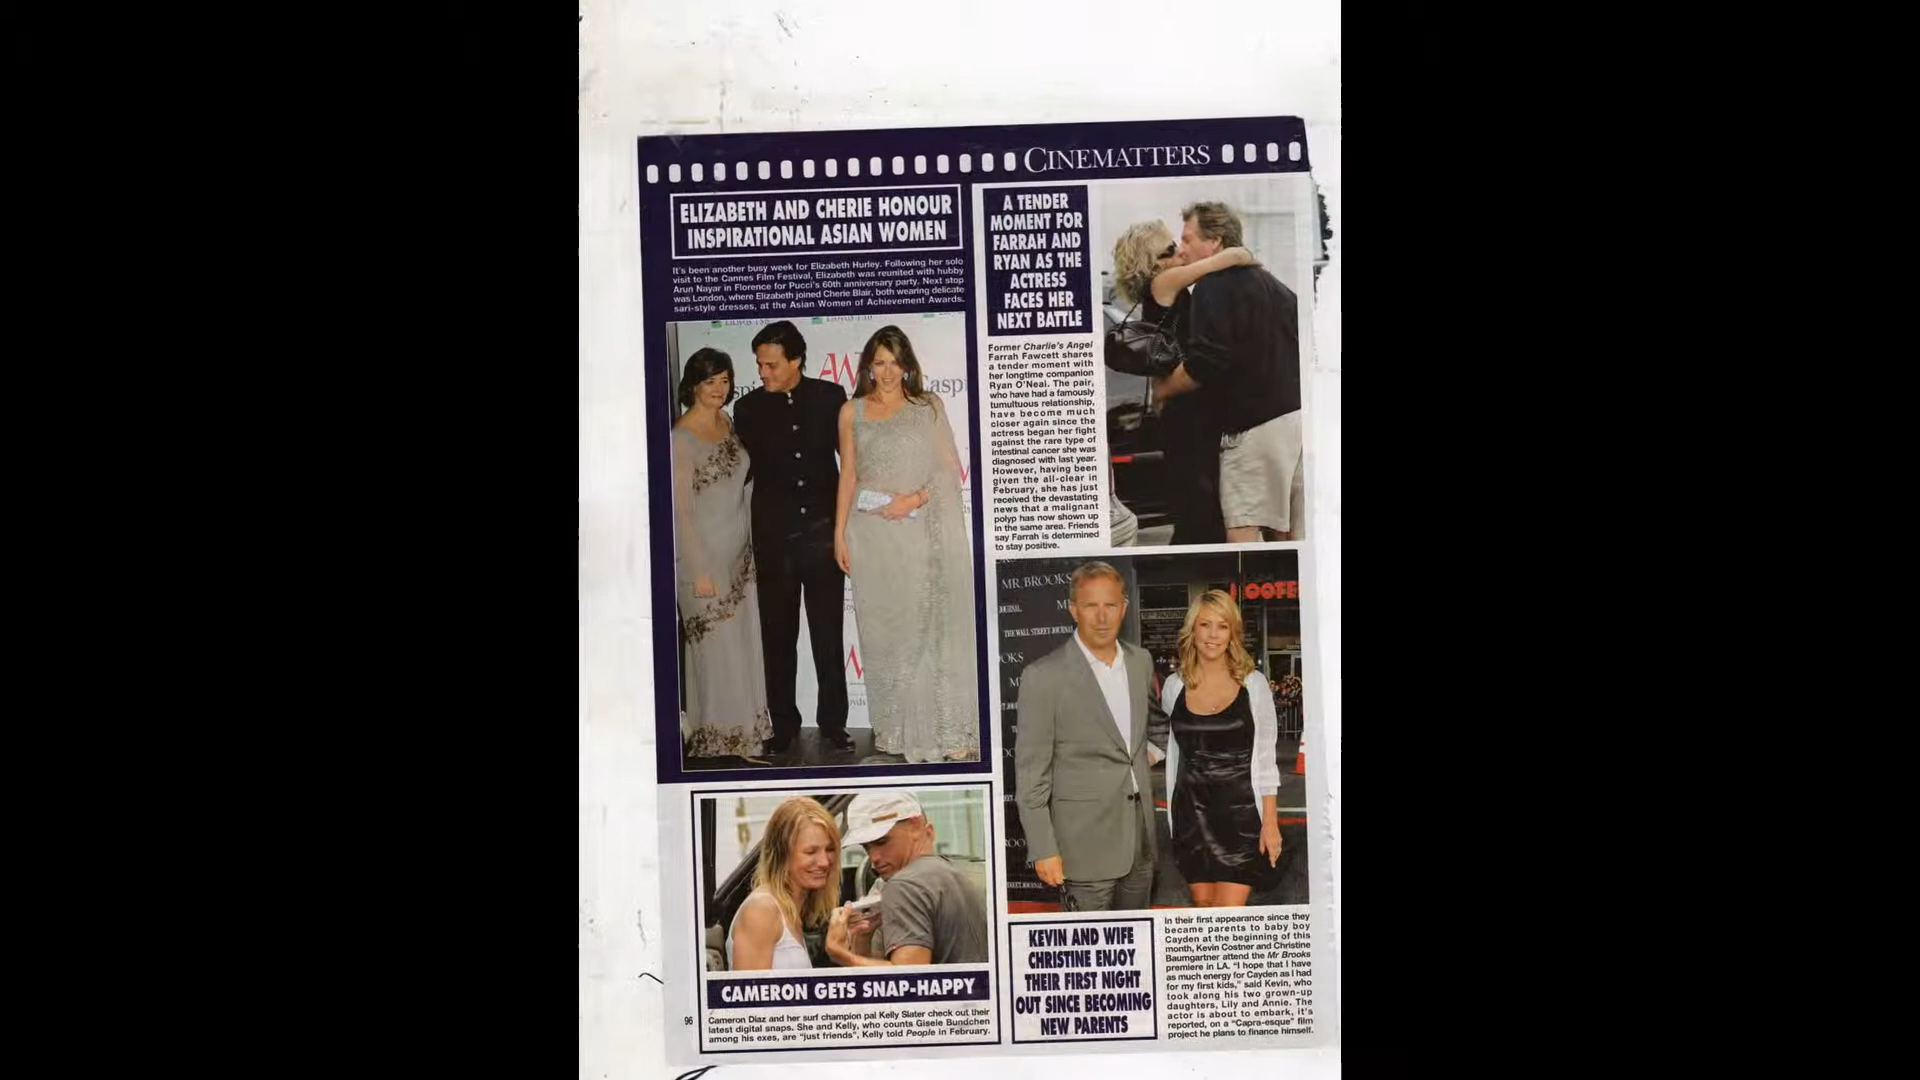 CINEMATTERS
ELIZABETH AND CHERIE HONOUR
INSPIRATIONAL ASIAN WOMEN
It's been another busy week for Elizabeth Hurley. Following her solo
visit to the Cannes Film Festival, Elizabeth was reunited with hubby
Arun Nayar in Florence for Pucci's 60th anniversary party. Next stop
was London, where Elizabeth joined Cherie Blair, both wearing delicate
sari-style dresses, at the Asian Women of Achievement Awards.
AW
Casp
A TENDER
MOMENT FOR
FARRAH AND
RYAN AS THE
ACTRESS
FACES HER
NEXT BATTLE
Former Charlie's Angel
Farrah Fawcett shares
a tender moment with
her longtime companion
Ryan O'Neal. The pair,
who have had a famously
tumultuous relationship,
have become much
closer again since the
actress began her fight
against the rare type of
intestinal cancer she was
diagnosed with last year.
However, having been
given the all-clear in
February, she has just
received the devastating
news that a malignant
polyp has now shown up
in the same area. Friends
say Farrah is determined
to stay positive.
MR. BROOKS
OOFE
JOURNAL
THE WALL STREET JOURNAL
OKS
CAMERON GETS SNAP-HAPPY
Cameron Diaz and her surf champion pal Kelly Slater check out their
latest digital snaps. She and Kelly, who counts Gisele Bundchen
among his exes, are "just friends", Kelly told People in February.
96
KEVIN AND WIFE
CHRISTINE ENJOY
THEIR FIRST NIGHT
OUT SINCE BECOMING
NEW PARENTS
In their first appearance since they
became parents to baby boy
Cayden at the beginning of this
month, Kevin Costner and Christine
Baumgartner attend the Mr Brooks
premiere in LA. "I hope that I have
as much energy for Cayden as I had
for my first kids," said Kevin, who
took along his two grown-up
daughters, Lily and Annie. The
actor is about to embark, it's
reported, on a "Capra-esque" film
project he plans to finance himself.